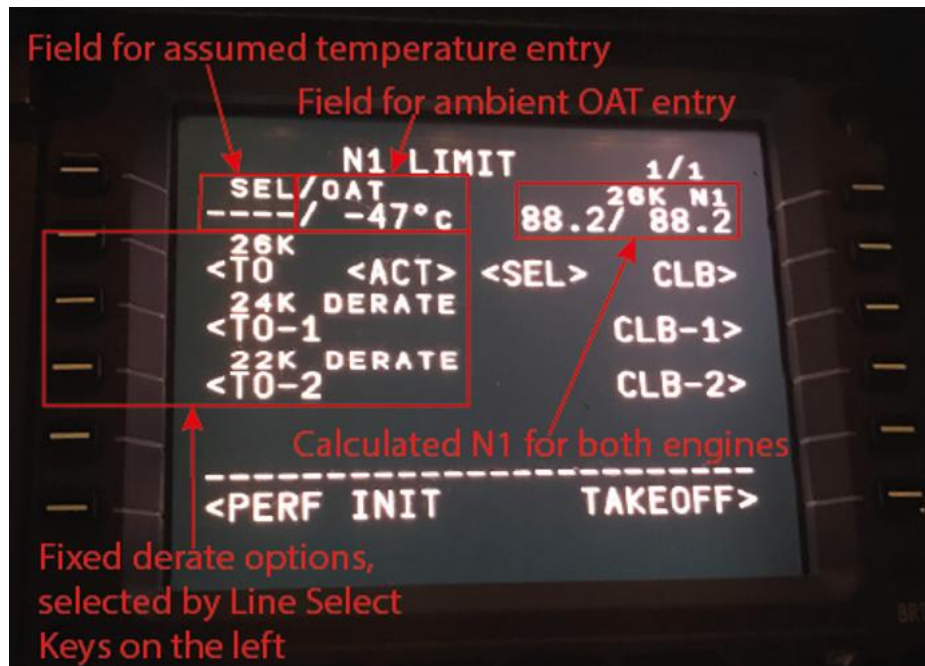 Field for assumed temperature entry
Field for ambient OAT entry
N1 LIMIT 1/1
SEL/OAT 26K N1
----/ -47°c 88.2/ 88.2
26K
<TO <ACT> <SEL> CLB>
24K DERATE
<TO-1 CLB-1>
22K DERATE
<TO-2 CLB-2>
Calculated N1 for both engines
------------------------
<PERF INIT TAKEOFF>
Fixed derate options,
selected by Line Select
Keys on the left